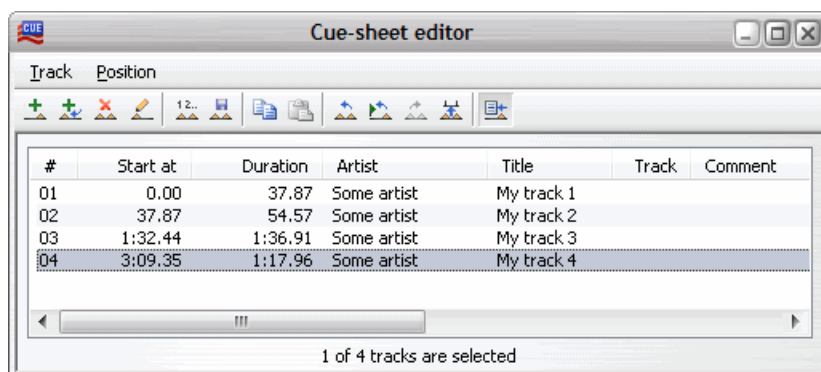 CUE
Cue-sheet editor
Track Position
12..
# Start at Duration Artist Title Track Comment
01 0.00 37.87 Some artist My track 1
02 37.87 54.57 Some artist My track 2
03 1:32.44 1:36.91 Some artist My track 3
04 3:09.35 1:17.96 Some artist My track 4
1 of 4 tracks are selected